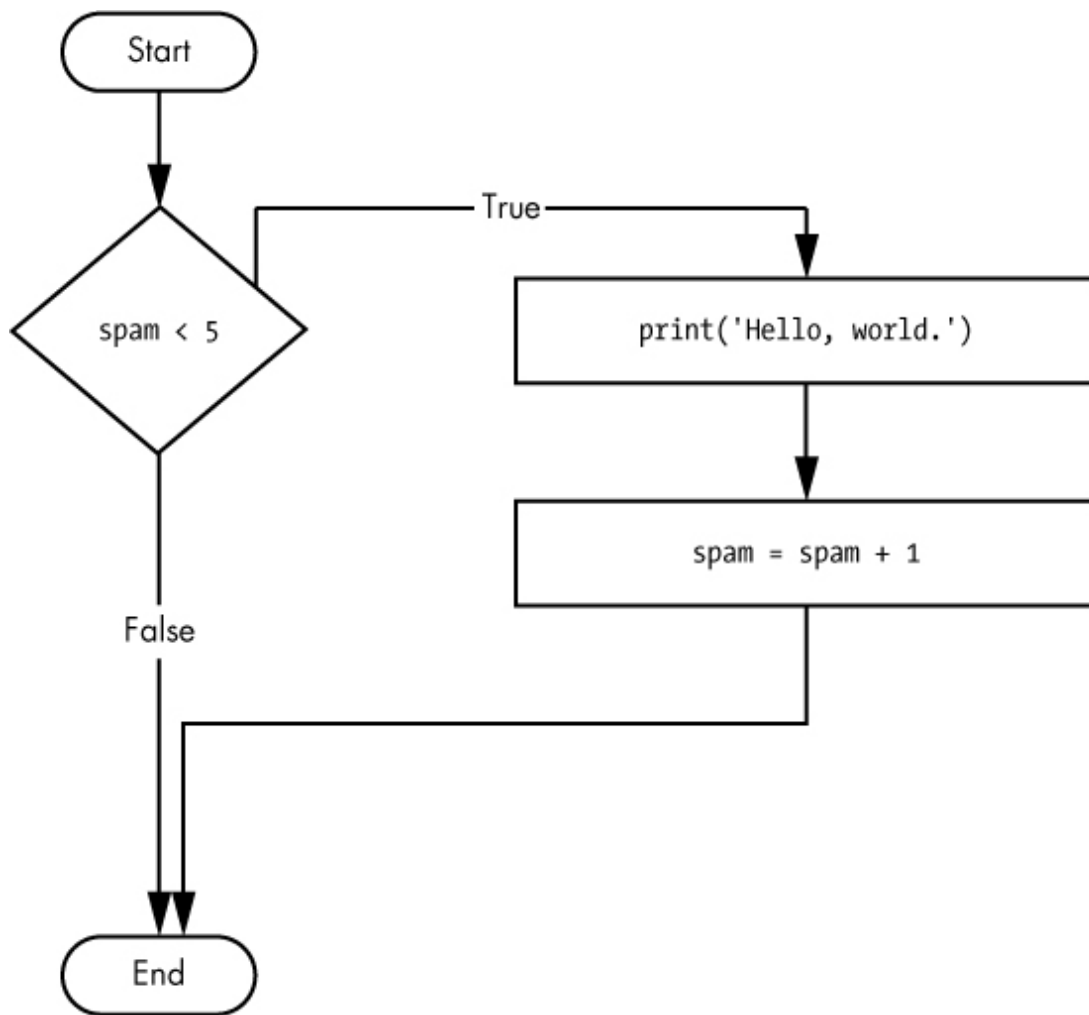 Start
True
spam < 5
print('Hello, world.')
spam = spam + 1
False
End